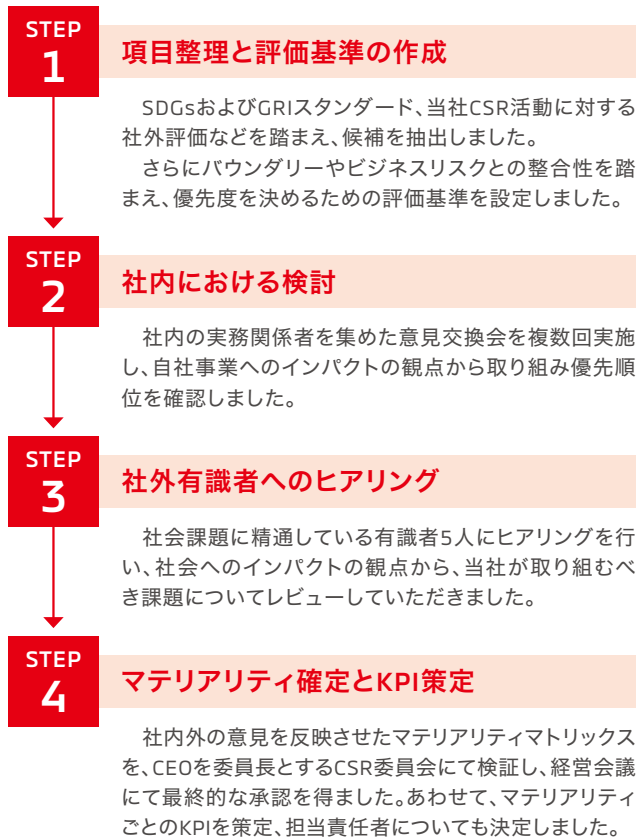 STEP
1
項目整理と評価基準の作成
SDGsおよびGRIスタンダード、当社CSR活動に対する
社外評価などを踏まえ、候補を抽出しました。
さらにバウンダリーやビジネスリスクとの整合性を踏
まえ、優先度を決めるための評価基準を設定しました。
STEP
2
社内における検討
社内の実務関係者を集めた意見交換会を複数回実施
し、自社事業へのインパクトの観点から取り組み優先順
位を確認しました。
STEP
3
社外有識者へのヒアリング
社会課題に精通している有識者5人にヒアリングを行
い、社会へのインパクトの観点から、当社が取り組むべ
き課題についてレビューしていただきました。
STEP
4
マテリアリティ確定とKPI策定
社内外の意見を反映させたマテリアリティマトリックス
を、CEOを委員長とするCSR委員会にて検証し、経営会議
にて最終的な承認を得ました。あわせて、マテリアリティ
ごとのKPIを策定、担当責任者についても決定しました。